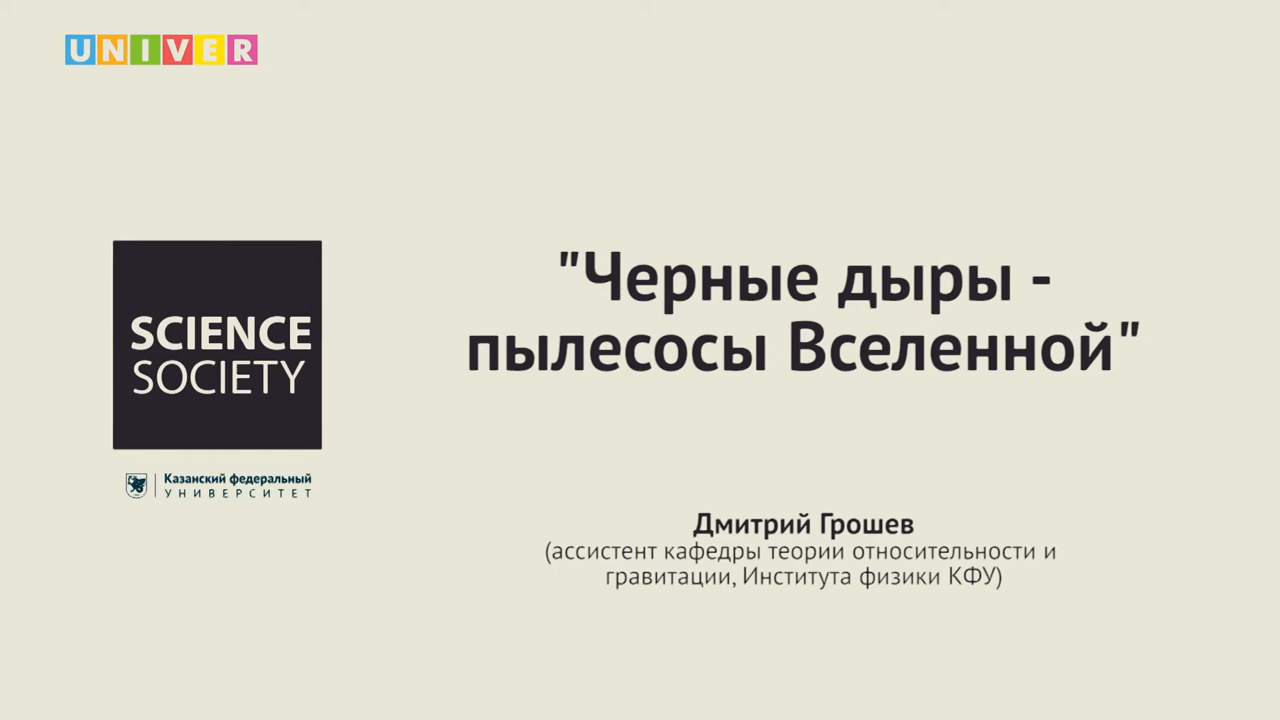 UNIVER
SCIENCE
SOCIETY
Казанский федеральный
УНИВЕРСИТЕТ
"Черные дыры -
пылесосы Вселенной"
Дмитрий Грошев
(ассистент кафедры теории относительности и
гравитации, Института физики КФУ)